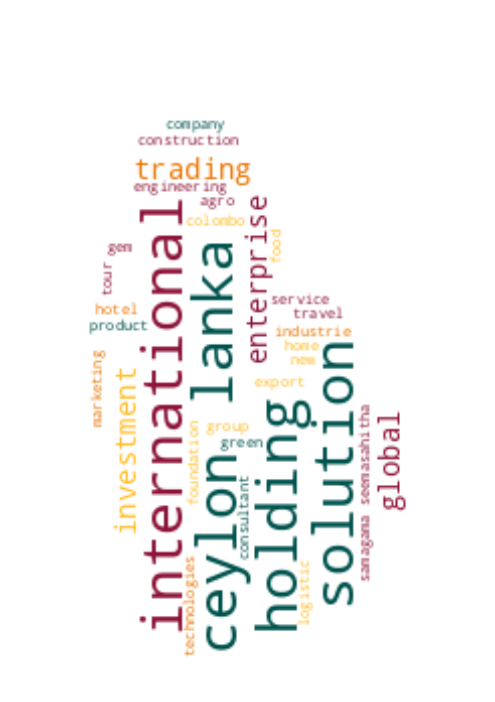 company
construction
trading
engineering
agro
colombo
international
lanka
enterprise
food
gem
tour
hotel
product
service
travel
industrie
home
new
marketing
investment
export
solution
holding
ceylon
foundation
group
green
consultant
global
seemasahitha
samagama
logistic
technologies